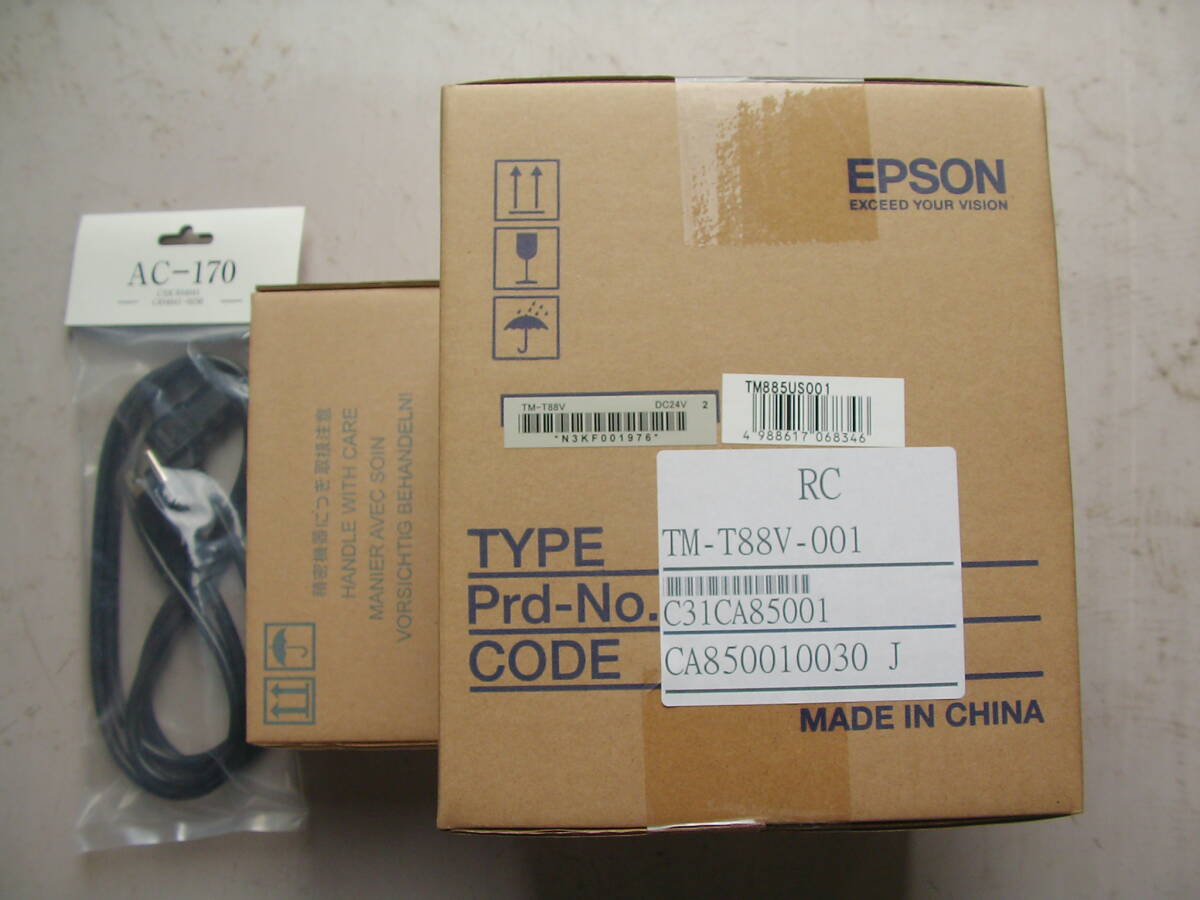 AC-170
EPSON
EXCEED YOUR VISION
TM-T88V DC24V 2
*N3KF001976*
TM885US001
4 988617 068346
RC
TM-T88V-001
C31CA85001
CA850010030 J
TYPE
Prd-No.
CODE
MADE IN CHINA
精密機器につき取扱注意
HANDLE WITH CARE
MANIER AVEC SOIN
VORSICHTIG BEHANDELN!